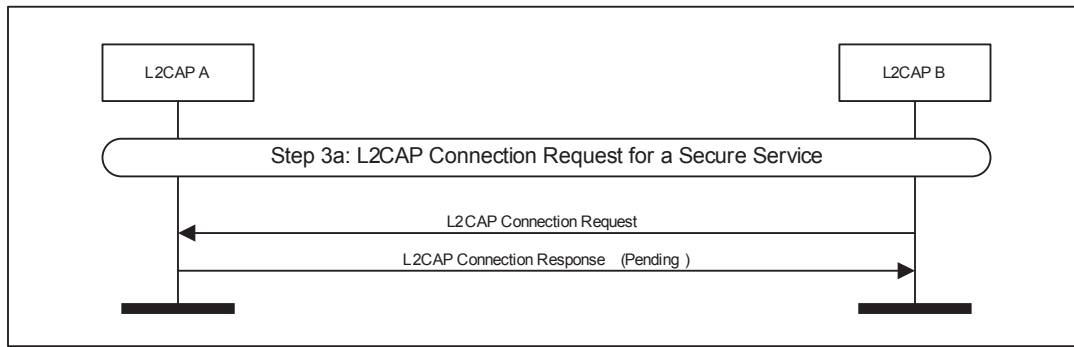 L2CAP A
L2CAP B
Step 3a: L2CAP Connection Request for a Secure Service
L2CAP Connection Request
L2CAP Connection Response (Pending )